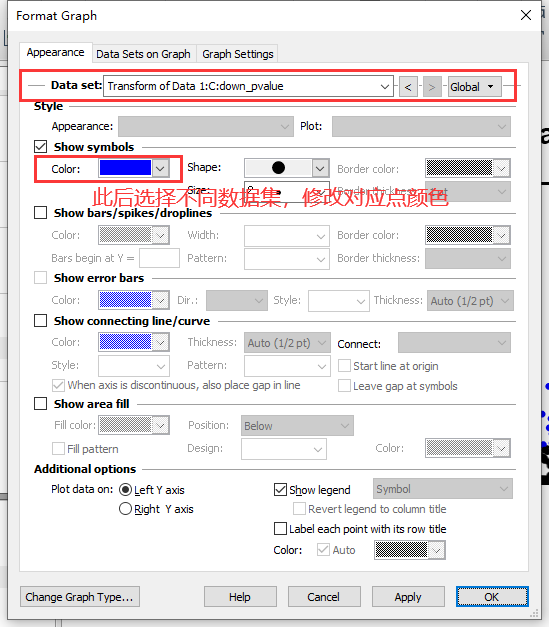 Format Graph
Appearance Data Sets on Graph Graph Settings
Data set: Transform of Data 1:C:down_pvalue < > Global
Style
Appearance: Plot:
Show symbols
Color: Shape: Border color:
此后选择不同数据集，修改对应点颜色
Size: Border thickness:
Show bars/spikes/droplines
Color: Width: Border color:
Bars begin at Y = Pattern: Border thickness:
Show error bars
Color: Dir.: Style: Thickness: Auto (1/2 pt)
Show connecting line/curve
Color: Thickness: Auto (1/2 pt) Connect:
Style: Pattern: Start line at origin
When axis is discontinuous, also place gap in line Leave gap at symbols
Show area fill
Fill color: Position: Below
Fill pattern Design: Color:
Additional options
Plot data on: Left Y axis Show legend Symbol
Right Y axis Revert legend to column title
Label each point with its row title
Color: Auto
Change Graph Type... Help Cancel Apply OK